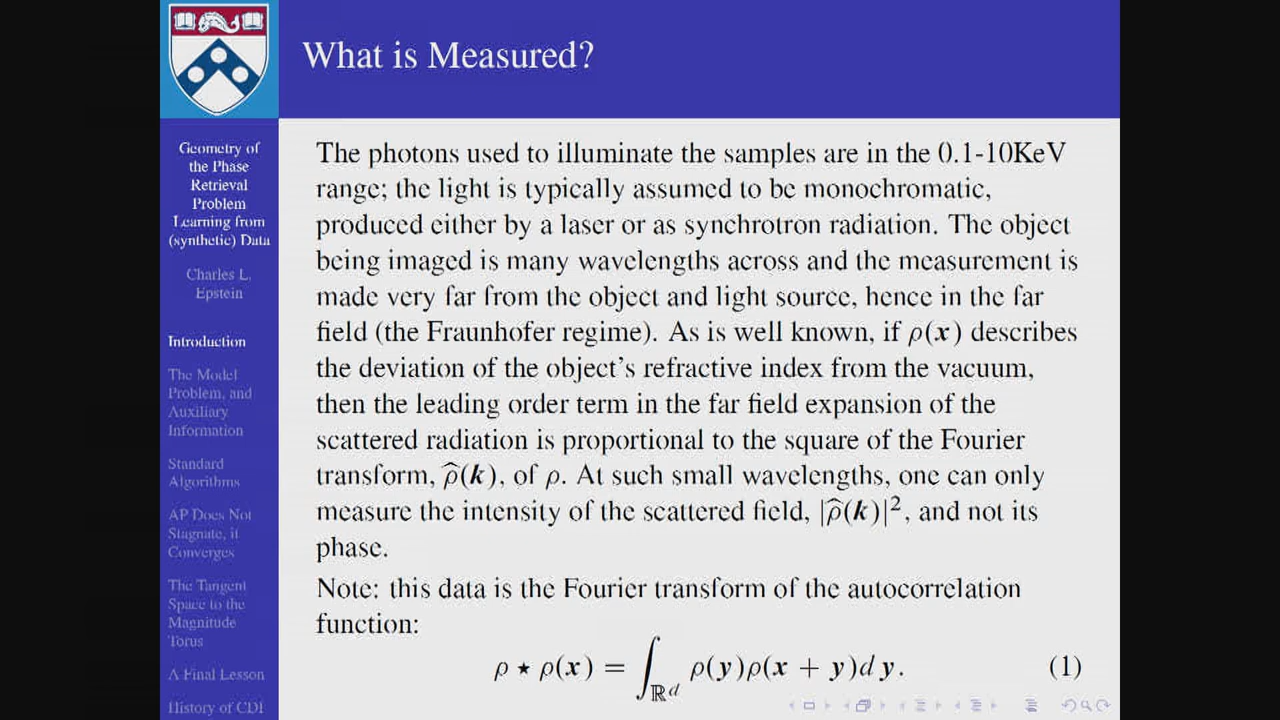 What is Measured?
Geometry of
the Phase
Retrieval
Problem
Learning from
(synthetic) Data
Charles L.
Epstein
Introduction
The Model
Problem, and
Auxiliary
Information
Standard
Algorithms
AP Does Not
Stagnate, it
Converges
The Tangent
Space to the
Magnitude
Torus
A Final Lesson
History of CDI
The photons used to illuminate the samples are in the 0.1-10KeV
range; the light is typically assumed to be monochromatic,
produced either by a laser or as synchrotron radiation. The object
being imaged is many wavelengths across and the measurement is
made very far from the object and light source, hence in the far
field (the Fraunhofer regime). As is well known, if ρ(x) describes
the deviation of the object's refractive index from the vacuum,
then the leading order term in the far field expansion of the
scattered radiation is proportional to the square of the Fourier
transform, ρ̂(k), of ρ. At such small wavelengths, one can only
measure the intensity of the scattered field, |ρ̂(k)|², and not its
phase.
Note: this data is the Fourier transform of the autocorrelation
function:
ρ ⋆ ρ(x) = ∫_ℝᵈ ρ(y)ρ(x + y)dy. (1)